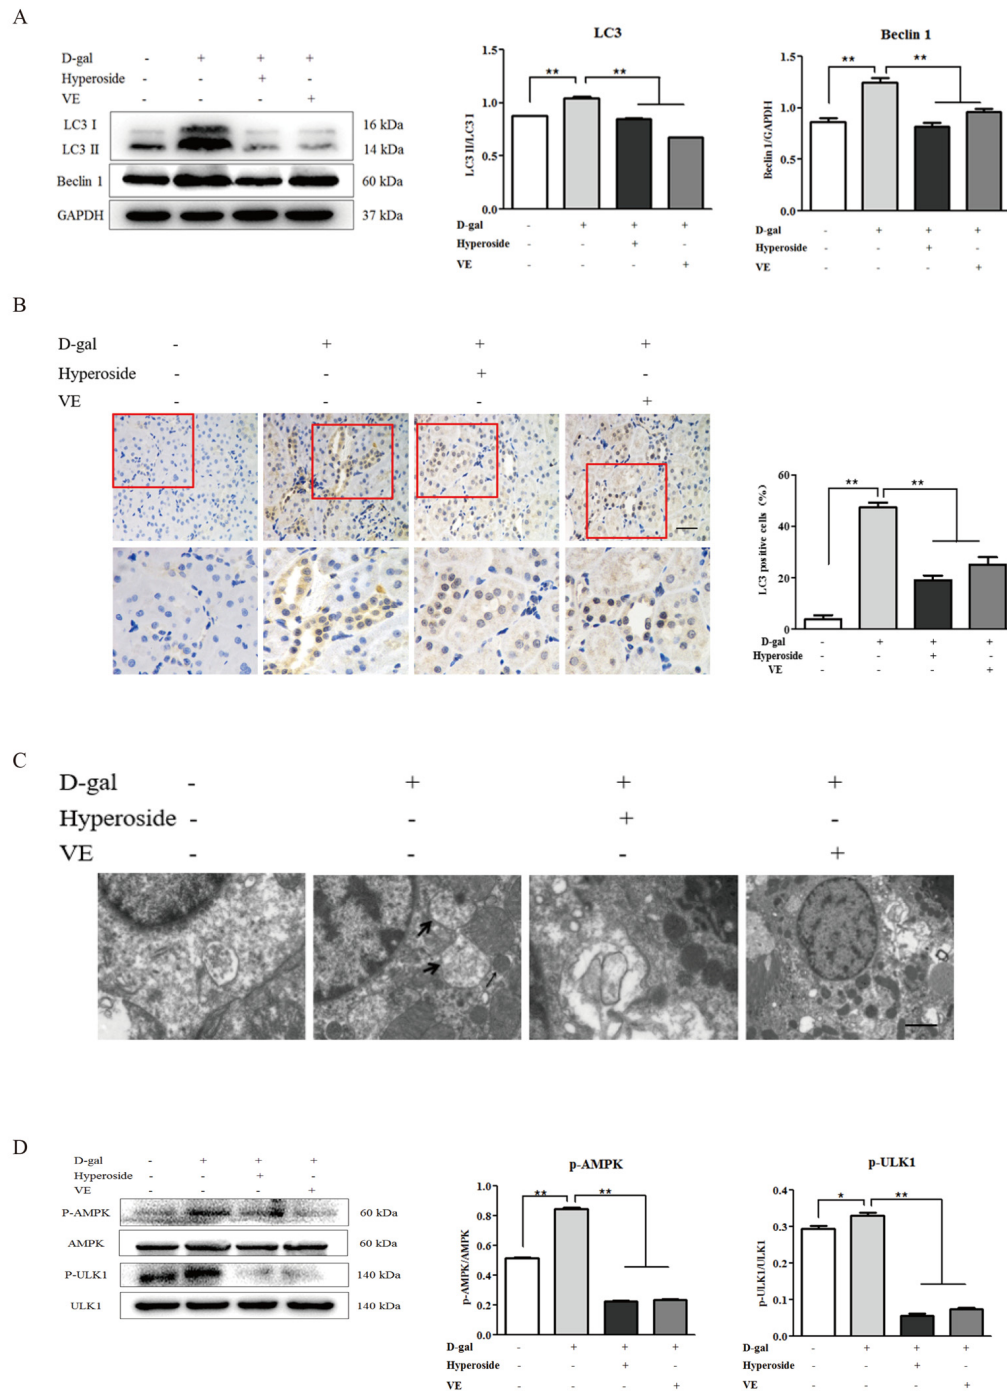 A
D-gal - + + +
Hyperoside - - + -
VE - - - +
LC3 I 16 kDa
LC3 II 14 kDa
Beclin 1 60 kDa
GAPDH 37 kDa
LC3
** **
LC3 II/LC3 I
1.5
1.0
0.5
0.0
D-gal - + + +
Hyperoside - - + -
VE - - - +
Beclin 1
** **
Beclin 1/GAPDH
1.5
1.0
0.5
0.0
D-gal - + + +
Hyperoside - - + -
VE - - - +
B
D-gal - + + +
Hyperoside - - + -
VE - - - +
** **
LC3 positive cells (%)
60
40
20
0
D-gal - + + +
Hyperoside - - + -
VE - - - +
C
D-gal - + + +
Hyperoside - - + -
VE - - - +
D
D-gal - + + +
Hyperoside - - + -
VE - - - +
P-AMPK 60 kDa
AMPK 60 kDa
P-ULK1 140 kDa
ULK1 140 kDa
p-AMPK
** **
p-AMPK/AMPK
1.0
0.8
0.6
0.4
0.2
0.0
D-gal - + + +
Hyperoside - - + -
VE - - - +
p-ULK1
* **
p-ULK1/ULK1
0.4
0.3
0.2
0.1
0.0
D-gal - + + +
Hyperoside - - + -
VE - - - +